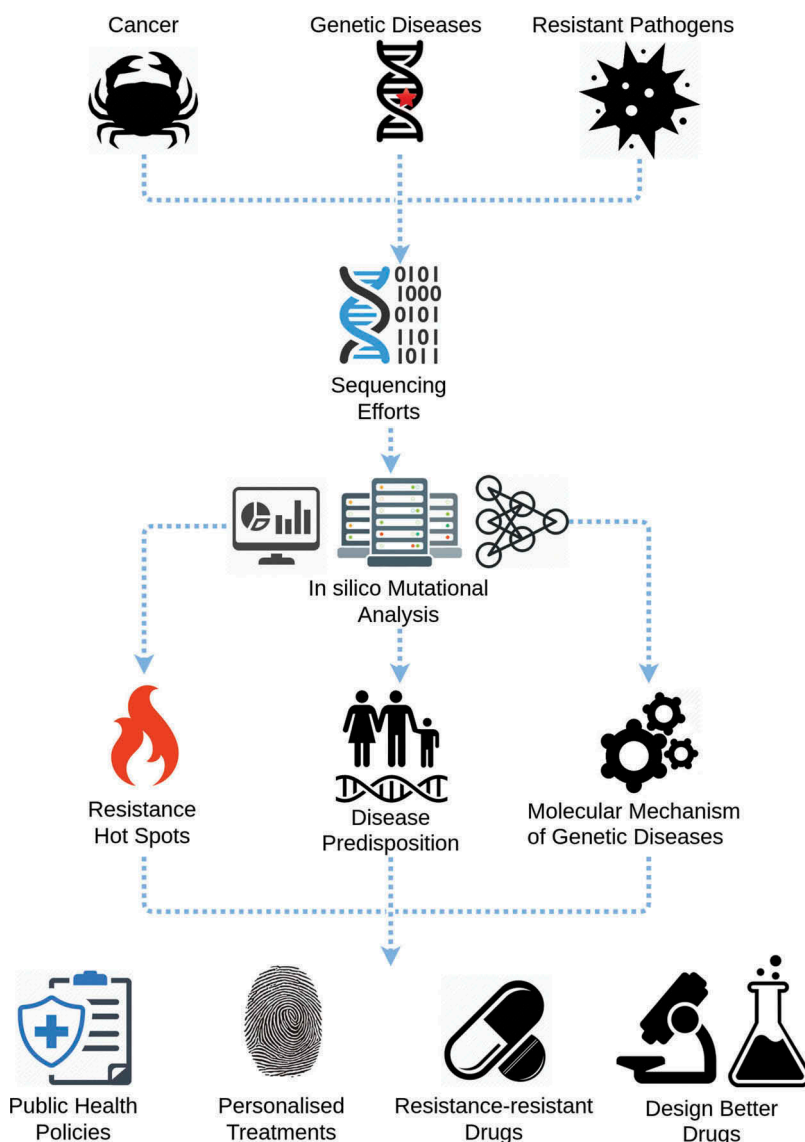 Cancer
Genetic Diseases
Resistant Pathogens
0101
1000
0101
1101
1011
Sequencing
Efforts
In silico Mutational
Analysis
Resistance
Hot Spots
Disease
Predisposition
Molecular Mechanism
of Genetic Diseases
Public Health
Policies
Personalised
Treatments
Resistance-resistant
Drugs
Design Better
Drugs